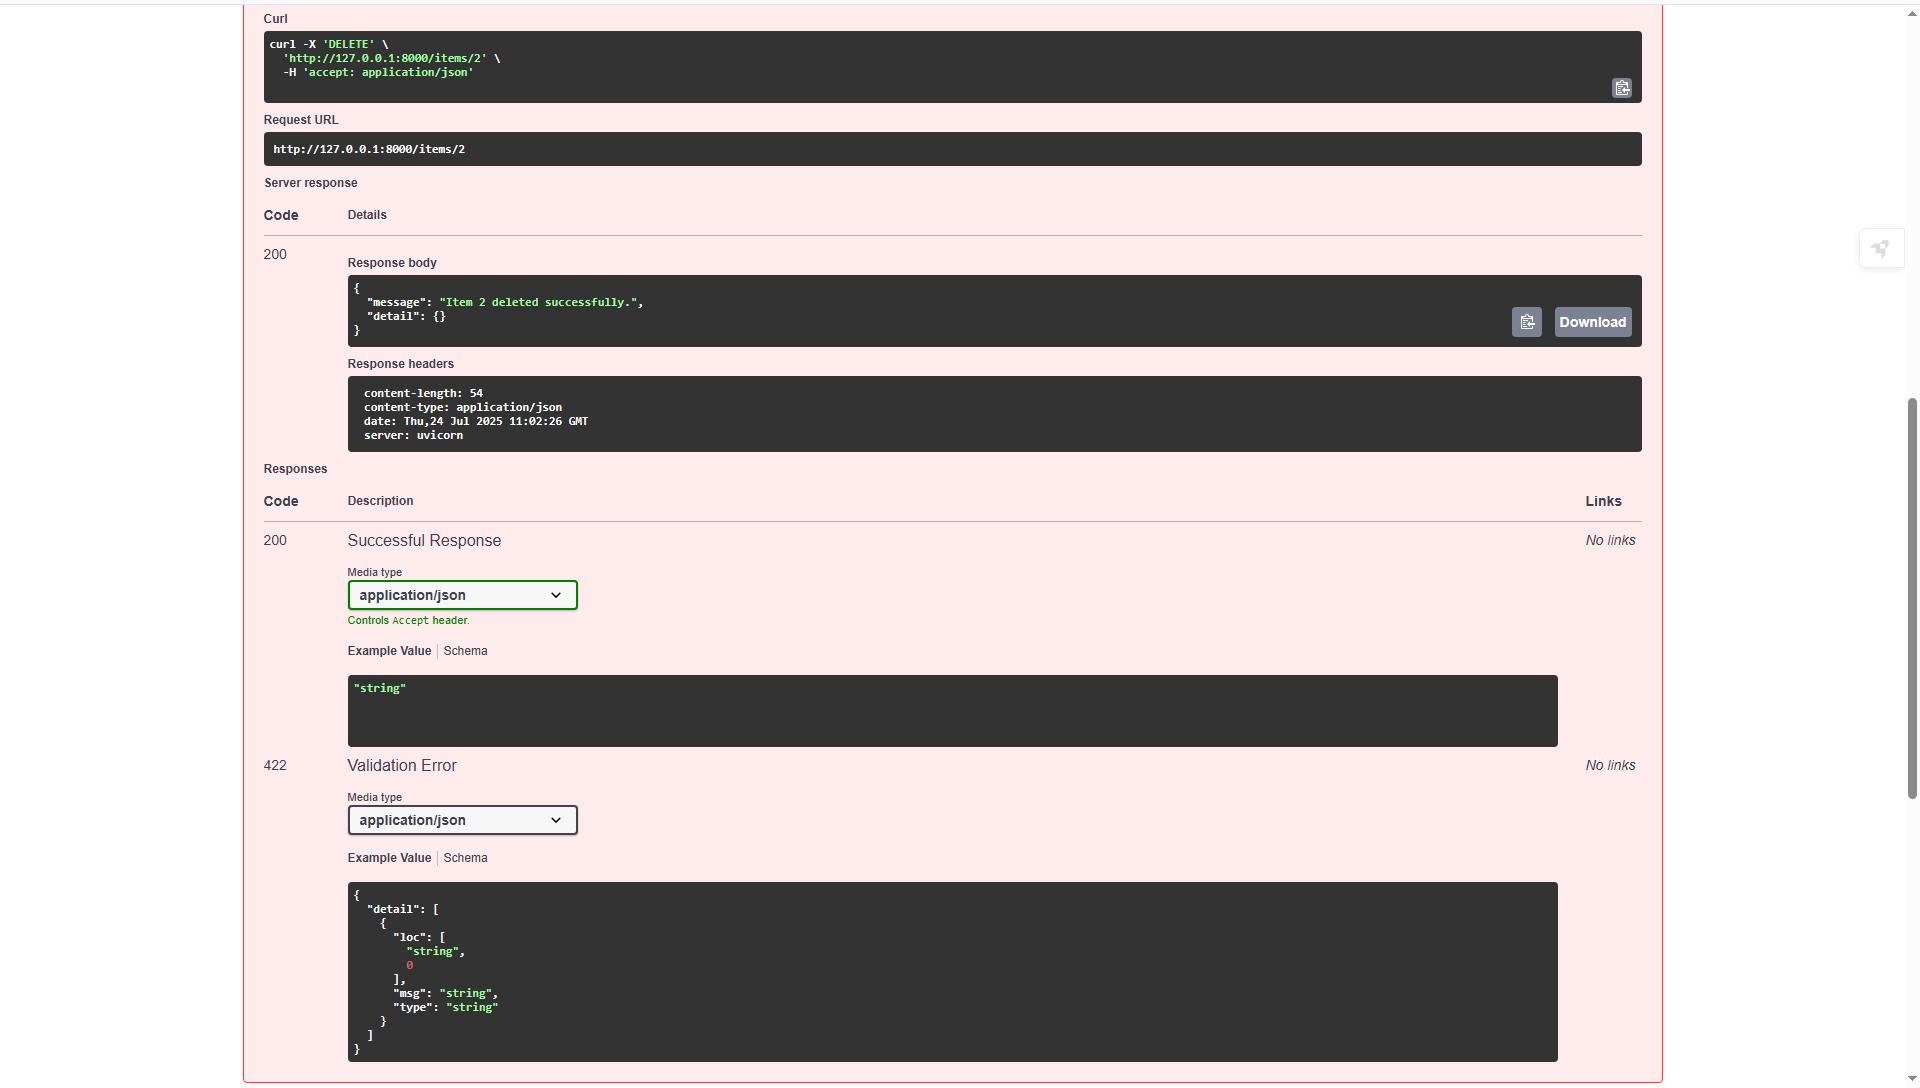 Curl
curl -X 'DELETE' \
  'http://127.0.0.1:8000/items/2' \
  -H 'accept: application/json'
Request URL
http://127.0.0.1:8000/items/2
Server response
Code Details
200
Response body
{
  "message": "Item 2 deleted successfully.",
  "detail": {}
}
Download
Response headers
content-length: 54
content-type: application/json
date: Thu,24 Jul 2025 11:02:26 GMT
server: uvicorn
Responses
Code Description Links
200 Successful Response No links
Media type
application/json
Controls Accept header.
Example Value Schema
"string"
422 Validation Error No links
Media type
application/json
Example Value Schema
{
  "detail": [
    {
      "loc": [
        "string",
        0
      ],
      "msg": "string",
      "type": "string"
    }
  ]
}